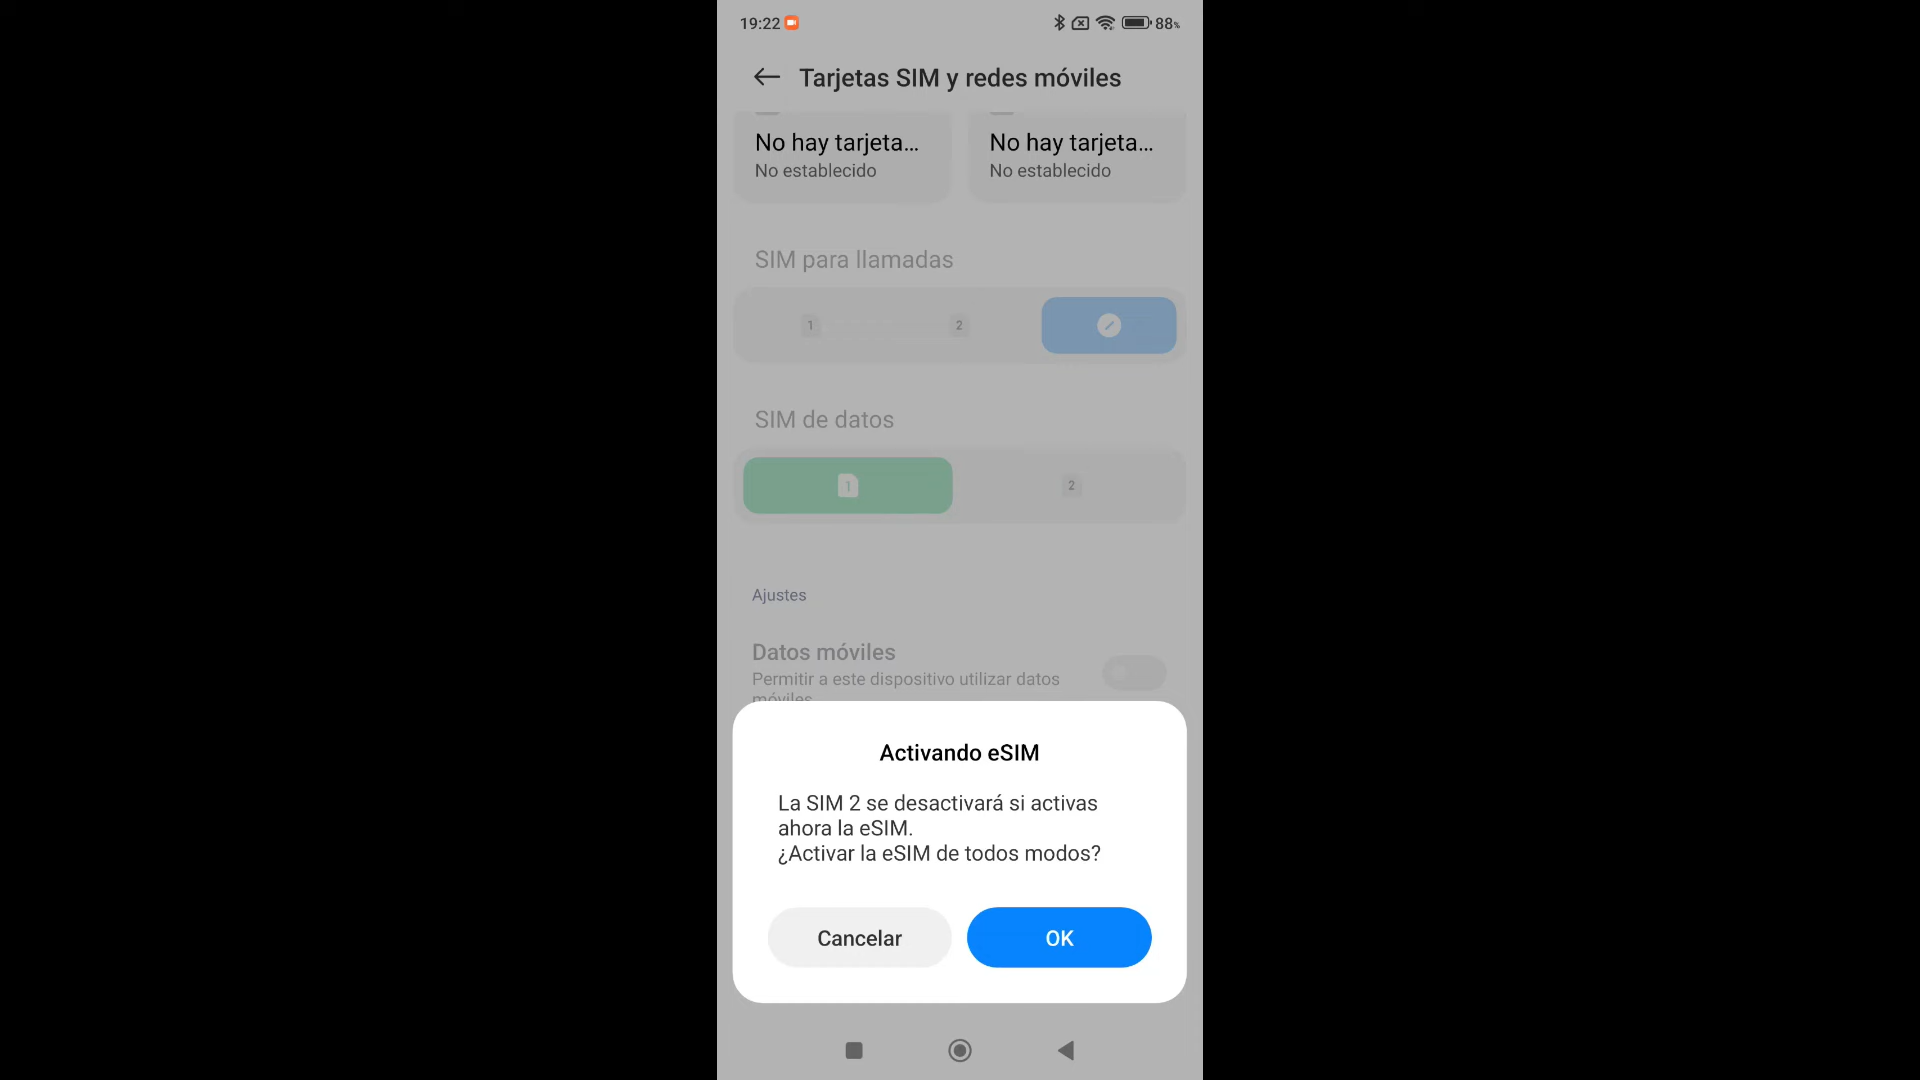 19:22
88%
Tarjetas SIM y redes móviles
No hay tarjeta...
No establecido
No hay tarjeta...
No establecido
SIM para llamadas
1
2
SIM de datos
1
2
Ajustes
Datos móviles
Permitir a este dispositivo utilizar datos
móviles
Activando eSIM
La SIM 2 se desactivará si activas
ahora la eSIM.
¿Activar la eSIM de todos modos?
Cancelar
OK